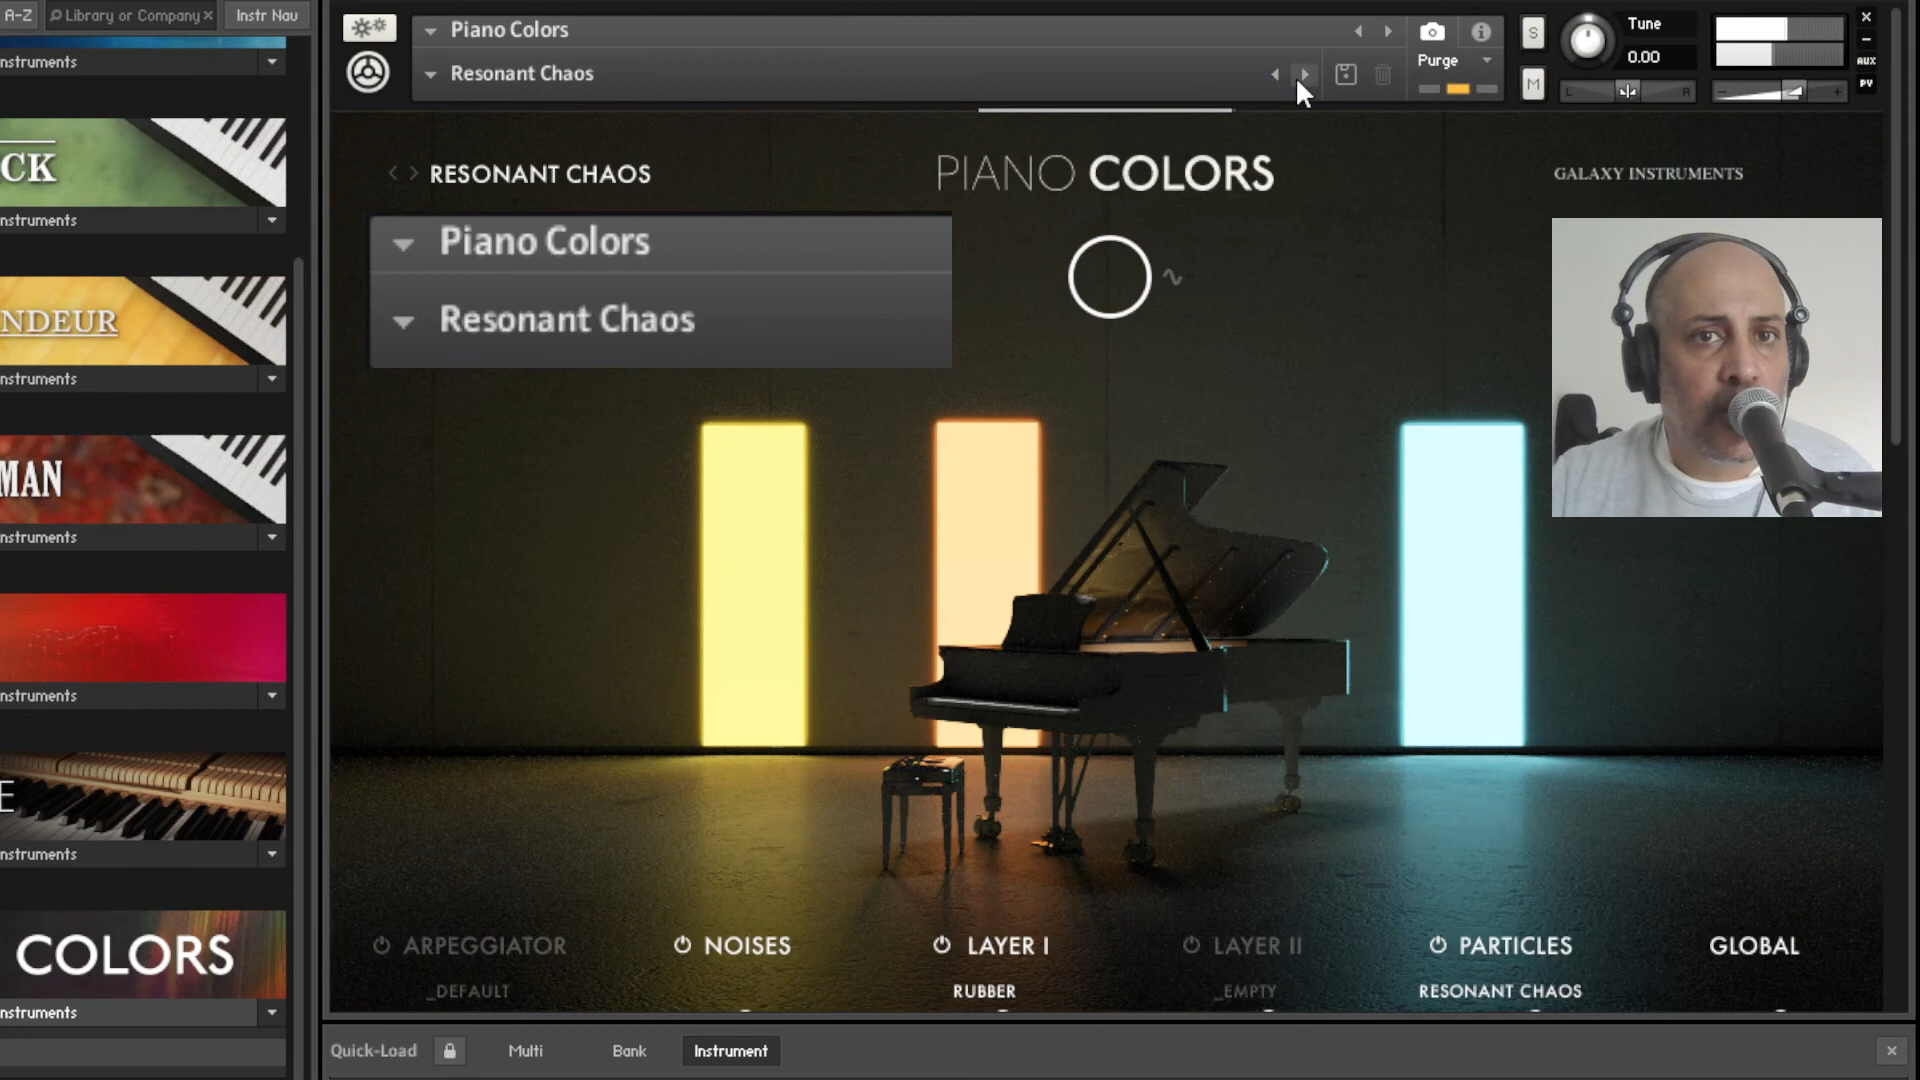 A-Z
Library or Company
Instr Nav
nstruments
CK
nstruments
NDEUR
nstruments
MAN
nstruments
nstruments
E
nstruments
COLORS
nstruments
Piano Colors
Resonant Chaos
Purge
S
M
Tune
0.00
L
R
AUX
PV
RESONANT CHAOS
PIANO COLORS
GALAXY INSTRUMENTS
Piano Colors
Resonant Chaos
ARPEGGIATOR
NOISES
LAYER I
LAYER II
PARTICLES
GLOBAL
_DEFAULT
RUBBER
_EMPTY
RESONANT CHAOS
Quick-Load
Multi
Bank
Instrument